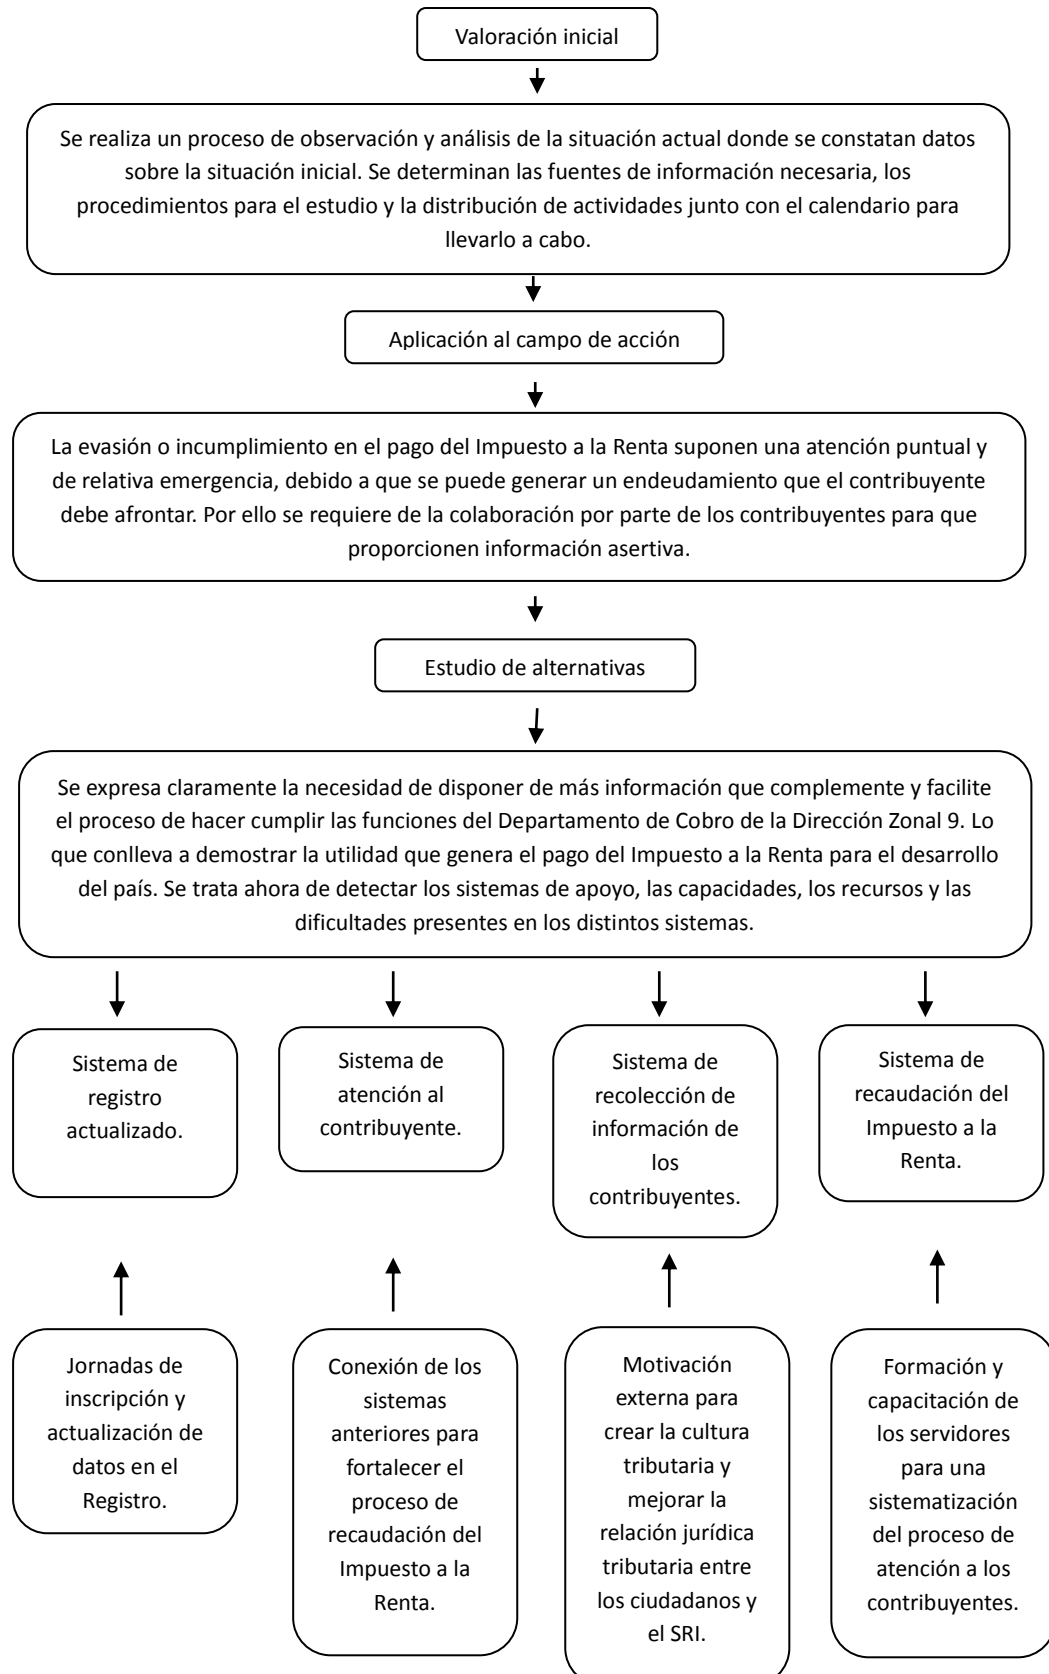 Valoración inicial
Se realiza un proceso de observación y análisis de la situación actual donde se constatan datos
sobre la situación inicial. Se determinan las fuentes de información necesaria, los
procedimientos para el estudio y la distribución de actividades junto con el calendario para
llevarlo a cabo.
Aplicación al campo de acción
La evasión o incumplimiento en el pago del Impuesto a la Renta suponen una atención puntual y
de relativa emergencia, debido a que se puede generar un endeudamiento que el contribuyente
debe afrontar. Por ello se requiere de la colaboración por parte de los contribuyentes para que
proporcionen información asertiva.
Estudio de alternativas
Se expresa claramente la necesidad de disponer de más información que complemente y facilite
el proceso de hacer cumplir las funciones del Departamento de Cobro de la Dirección Zonal 9. Lo
que conlleva a demostrar la utilidad que genera el pago del Impuesto a la Renta para el desarrollo
del país. Se trata ahora de detectar los sistemas de apoyo, las capacidades, los recursos y las
dificultades presentes en los distintos sistemas.
Sistema de
registro
actualizado.
Sistema de
atención al
contribuyente.
Sistema de
recolección de
información de
los
contribuyentes.
Sistema de
recaudación del
Impuesto a la
Renta.
Jornadas de
inscripción y
actualización de
datos en el
Registro.
Conexión de los
sistemas
anteriores para
fortalecer el
proceso de
recaudación del
Impuesto a la
Renta.
Motivación
externa para
crear la cultura
tributaria y
mejorar la
relación jurídica
tributaria entre
los ciudadanos y
el SRI.
Formación y
capacitación de
los servidores
para una
sistematización
del proceso de
atención a los
contribuyentes.